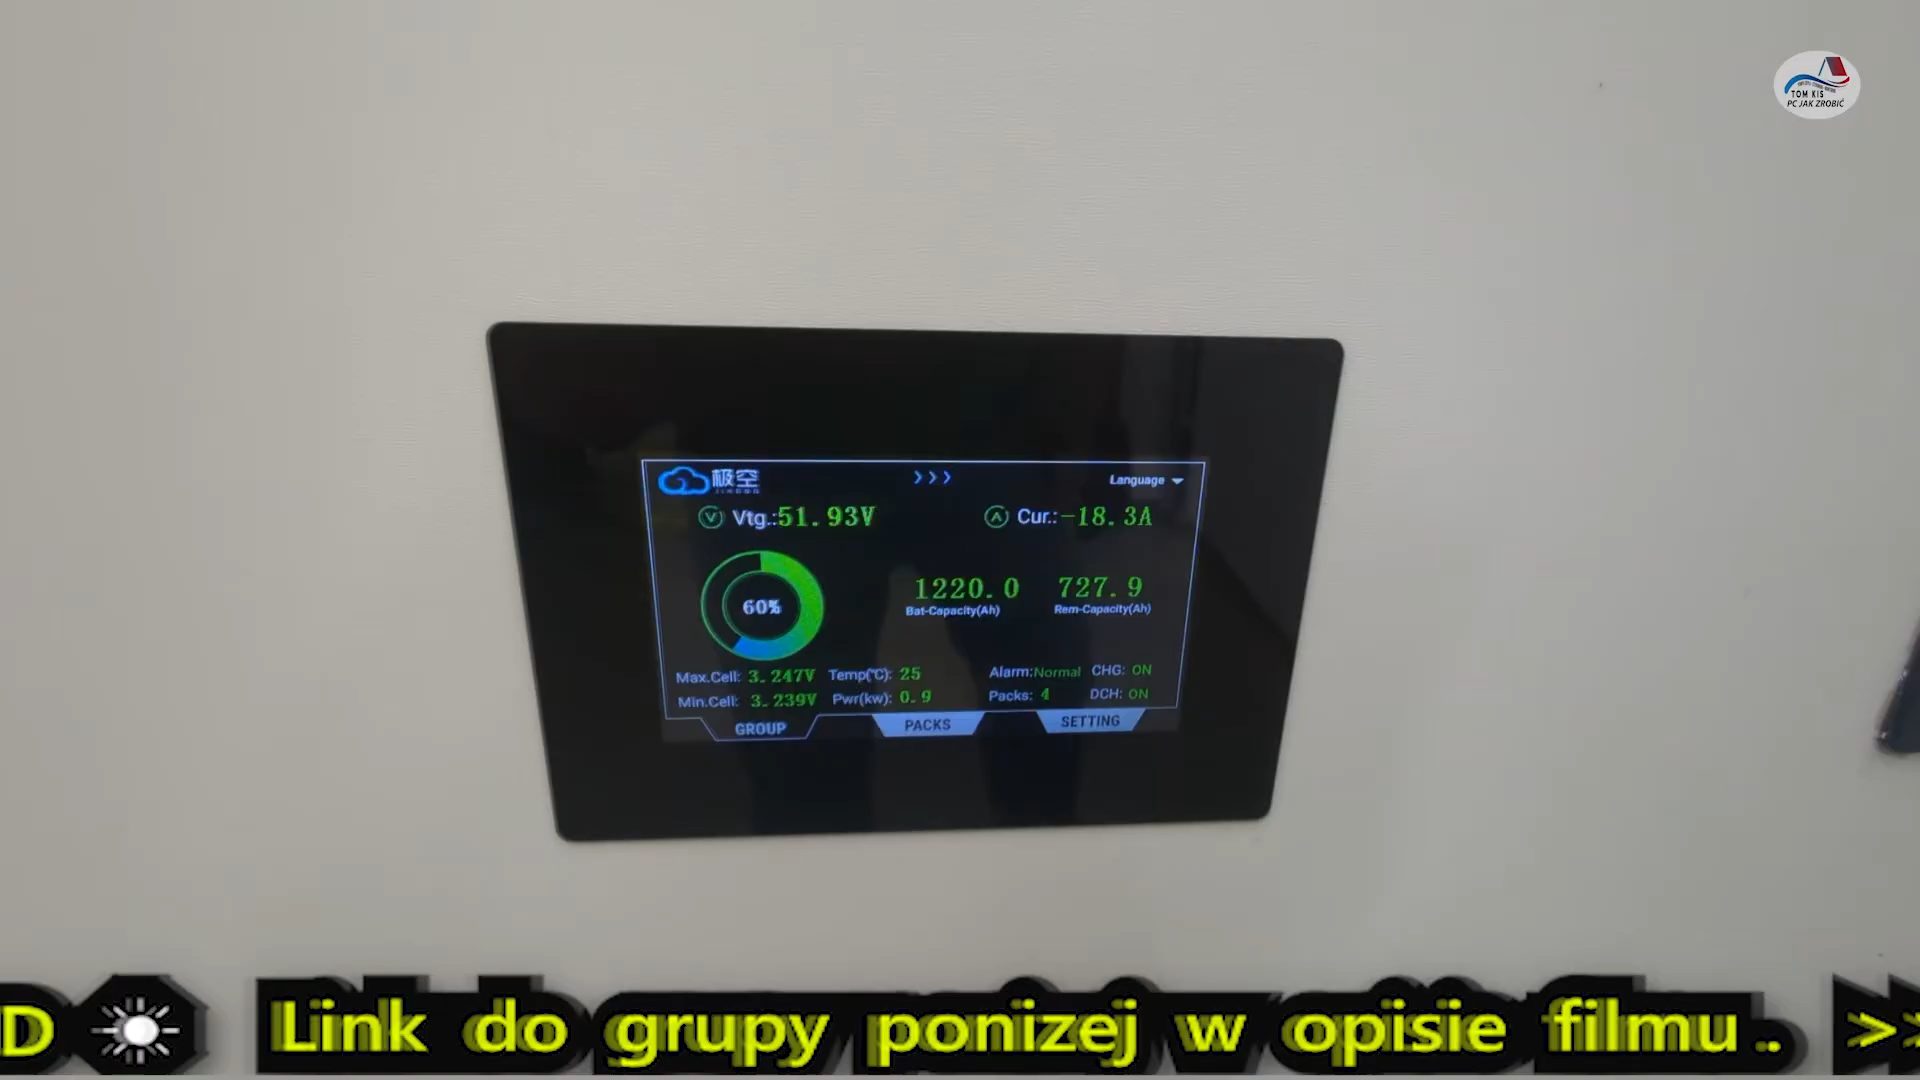 TOM KIS
PC JAK ZROBIĆ
极空
>>>
Language
Vtg.:51.93V
Cur.:-18.3A
60%
1220.0
Bat-Capacity(Ah)
727.9
Rem-Capacity(Ah)
Max.Cell: 3.247V Temp(℃): 25 Alarm:Normal CHG: ON
Min.Cell: 3.239V Pwr(kw): 0.9 Packs: 4 DCH: ON
GROUP PACKS SETTING
D Link do grupy ponizej w opisie filmu. >>